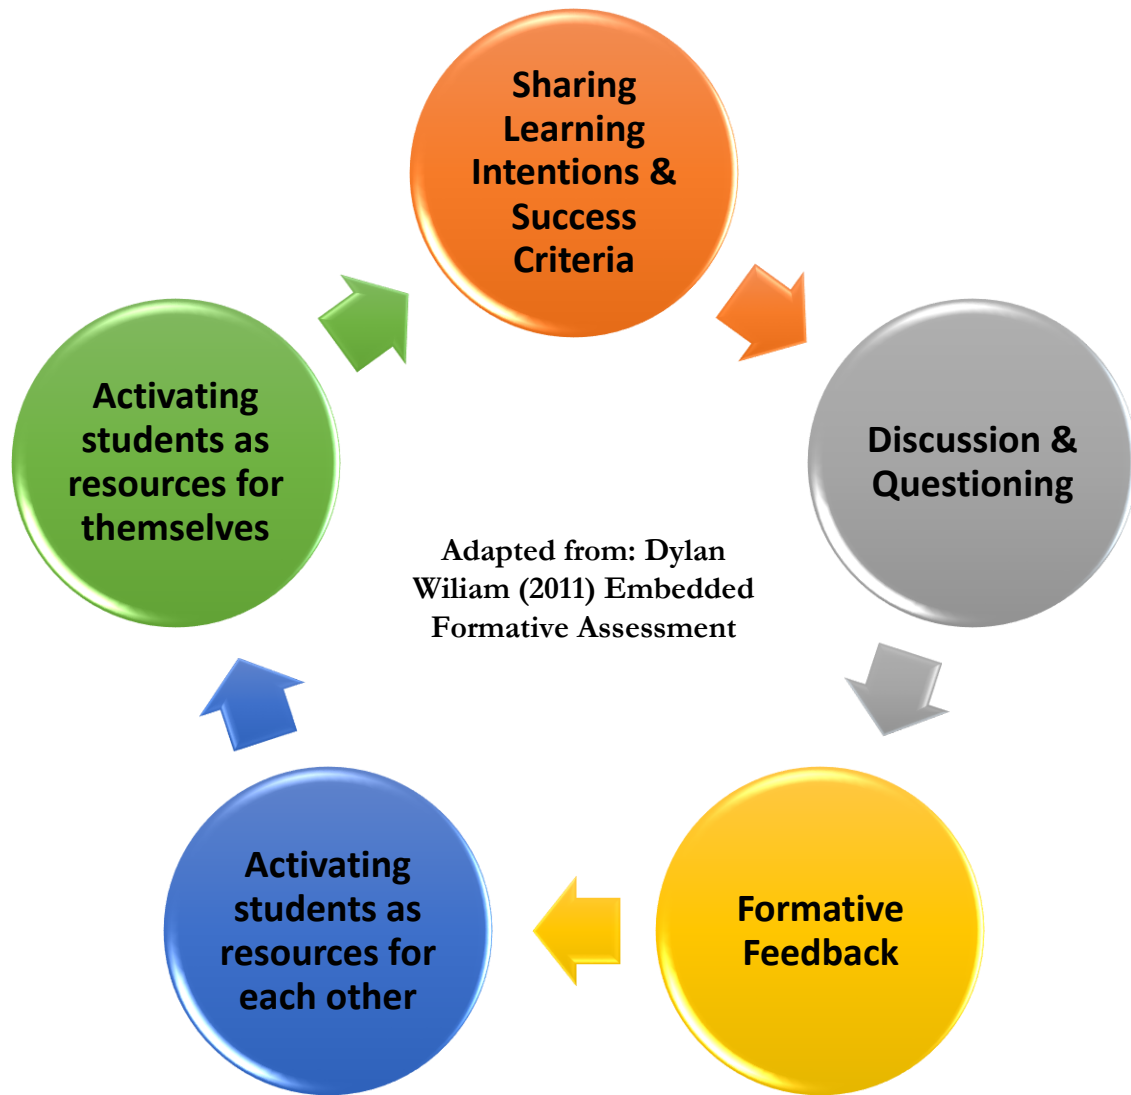 Sharing
Learning
Intentions &
Success
Criteria
Discussion &
Questioning
Formative
Feedback
Activating
students as
resources for
each other
Activating
students as
resources for
themselves
Adapted from: Dylan
Wiliam (2011) Embedded
Formative Assessment